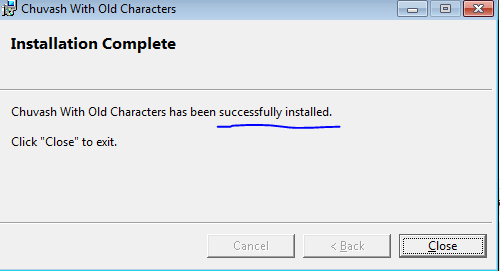 Chuvash With Old Characters
Installation Complete
Chuvash With Old Characters has been successfully installed.
Click "Close" to exit.
Cancel
< Back
Close